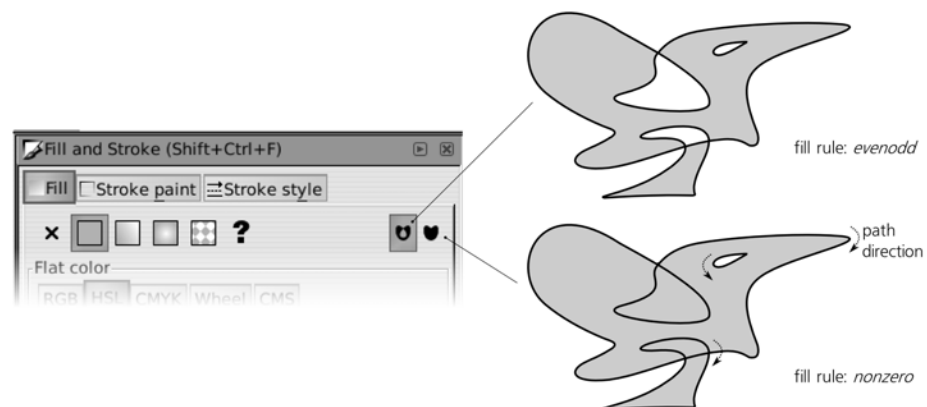 Fill and Stroke (Shift+Ctrl+F)
Fill Stroke paint Stroke style
?
Flat color
RGB HSL CMYK Wheel CMS
fill rule: evenodd
path
direction
fill rule: nonzero